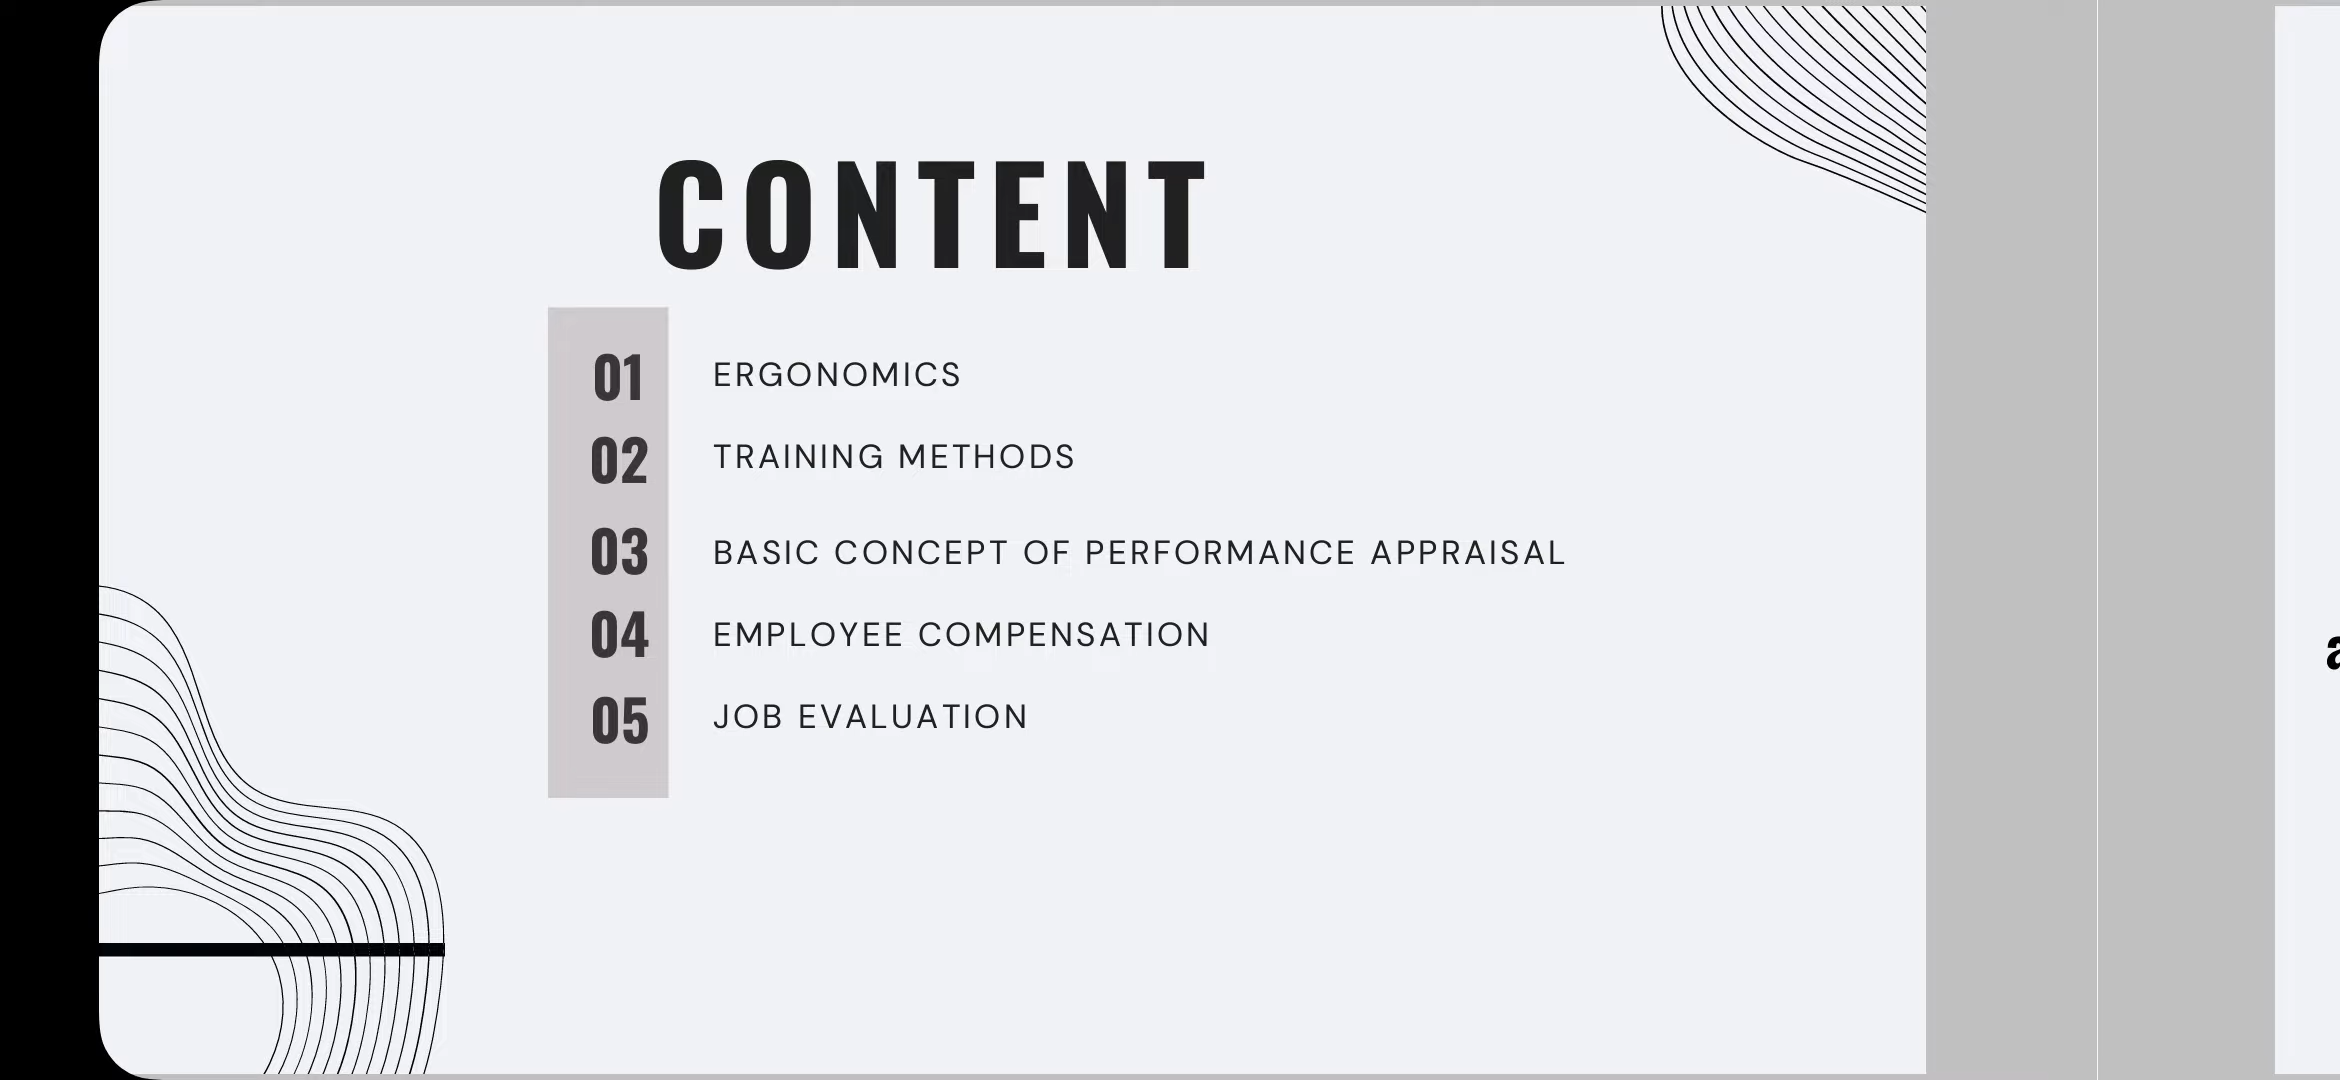 CONTENT
01 ERGONOMICS
02 TRAINING METHODS
03 BASIC CONCEPT OF PERFORMANCE APPRAISAL
04 EMPLOYEE COMPENSATION
05 JOB EVALUATION